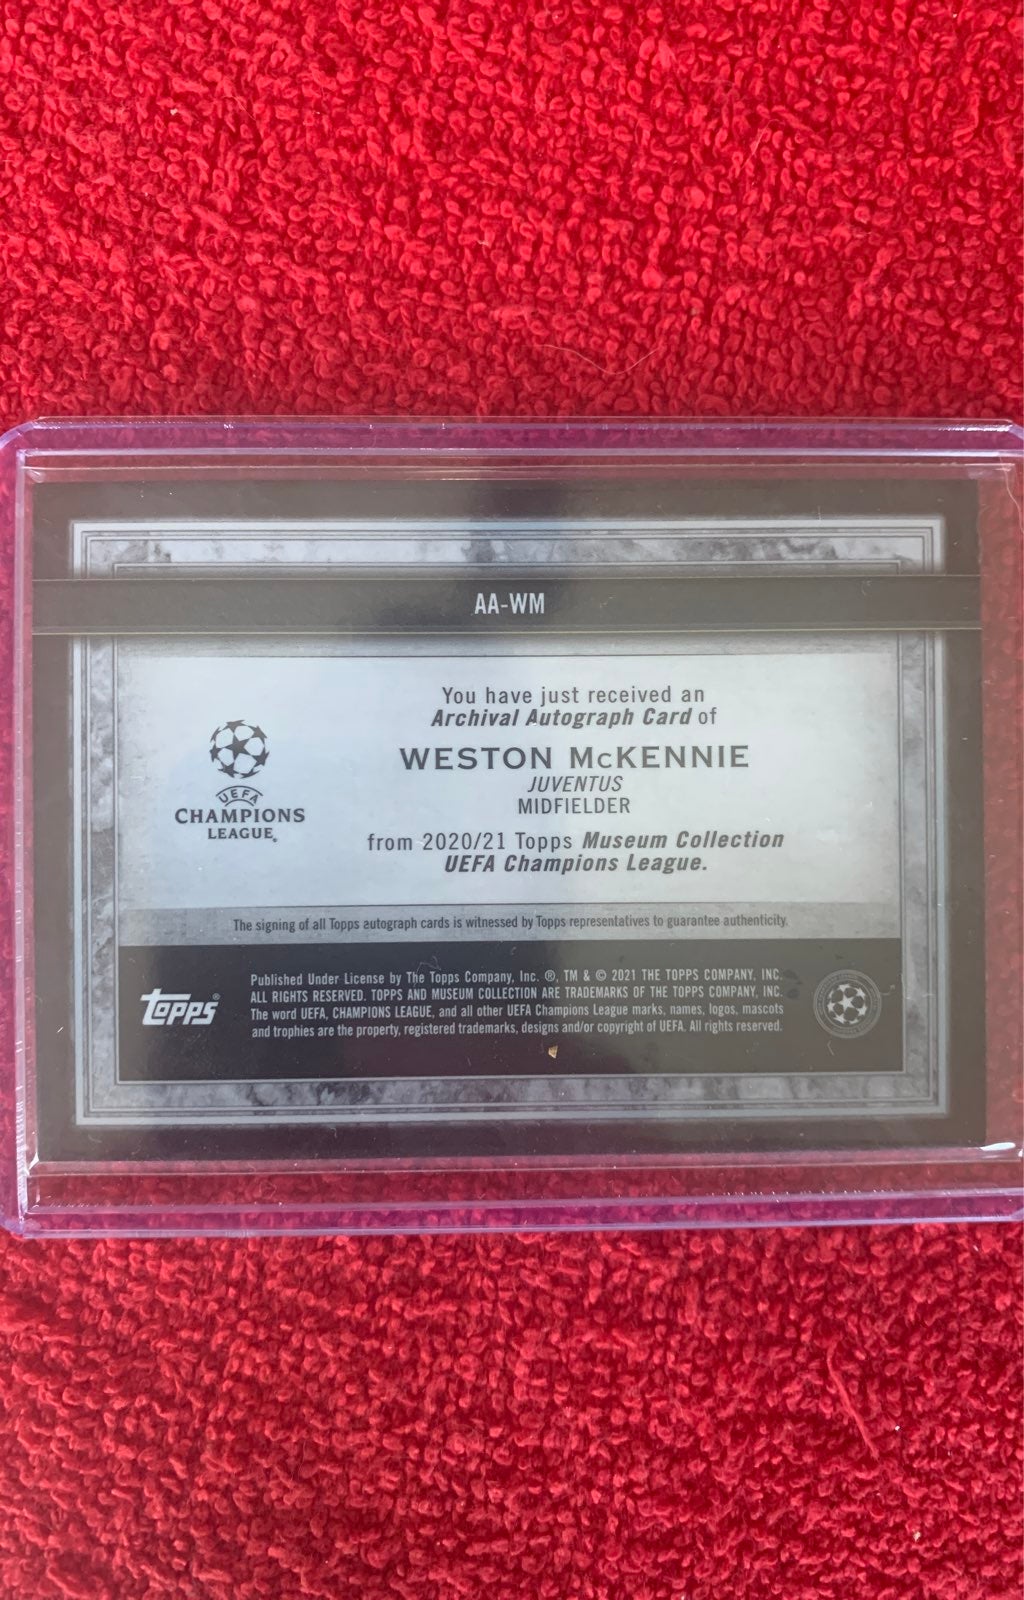 AA-WM
You have just received an
Archival Autograph Card of
WESTON McKENNIE
JUVENTUS
MIDFIELDER
from 2020/21 Topps Museum Collection
UEFA Champions League.
UEFA
CHAMPIONS
LEAGUE®
The signing of all Topps autograph cards is witnessed by Topps representatives to guarantee authenticity.
topps®
Published Under License by The Topps Company, Inc. ®, TM & © 2021 THE TOPPS COMPANY, INC.
ALL RIGHTS RESERVED. TOPPS AND MUSEUM COLLECTION ARE TRADEMARKS OF THE TOPPS COMPANY, INC.
The word UEFA, CHAMPIONS LEAGUE, and all other UEFA Champions League marks, names, logos, mascots
and trophies are the property, registered trademarks, designs and/or copyright of UEFA. All rights reserved.